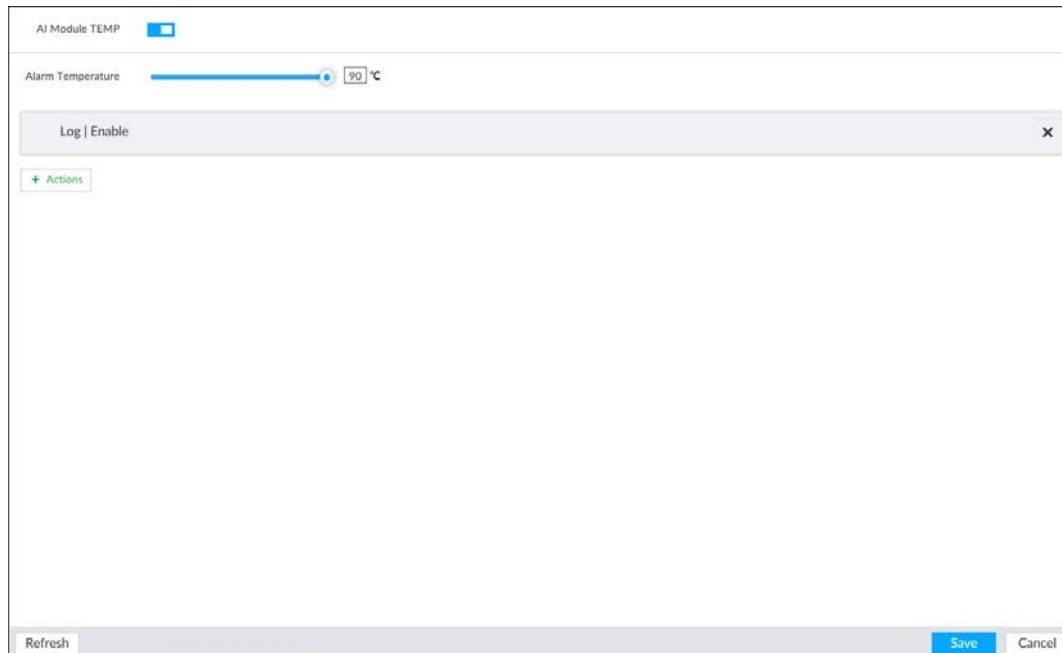 AI Module TEMP
Alarm Temperature 90 ℃
Log | Enable
+ Actions
Refresh Save Cancel